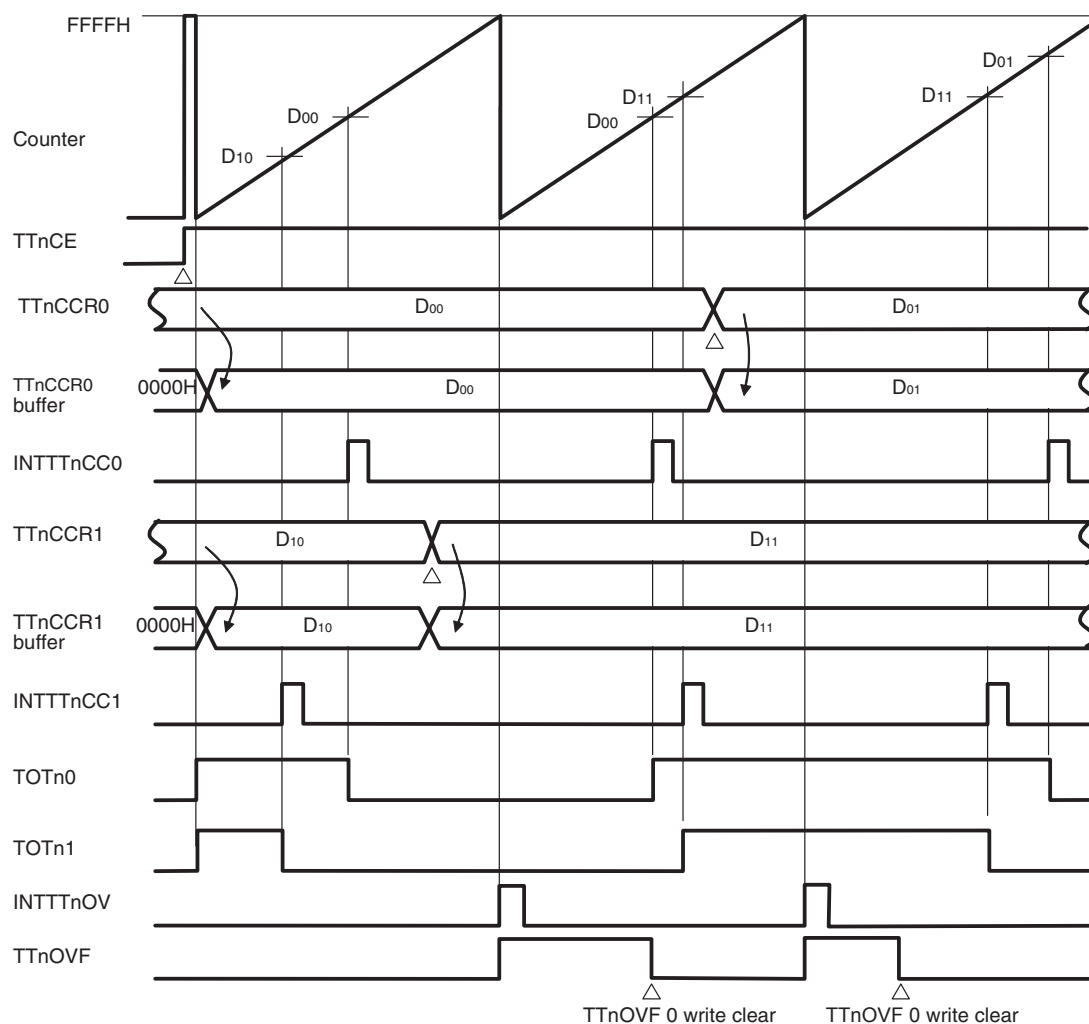 FFFFH
D01
D11
D11
D00
D00
Counter
D10
TTnCE
TTnCCR0
D00
D01
TTnCCR0
buffer
0000H
D00
D01
INTTTnCC0
TTnCCR1
D10
D11
TTnCCR1
buffer
0000H
D10
D11
INTTTnCC1
TOTn0
TOTn1
INTTTnOV
TTnOVF
TTnOVF 0 write clear
TTnOVF 0 write clear